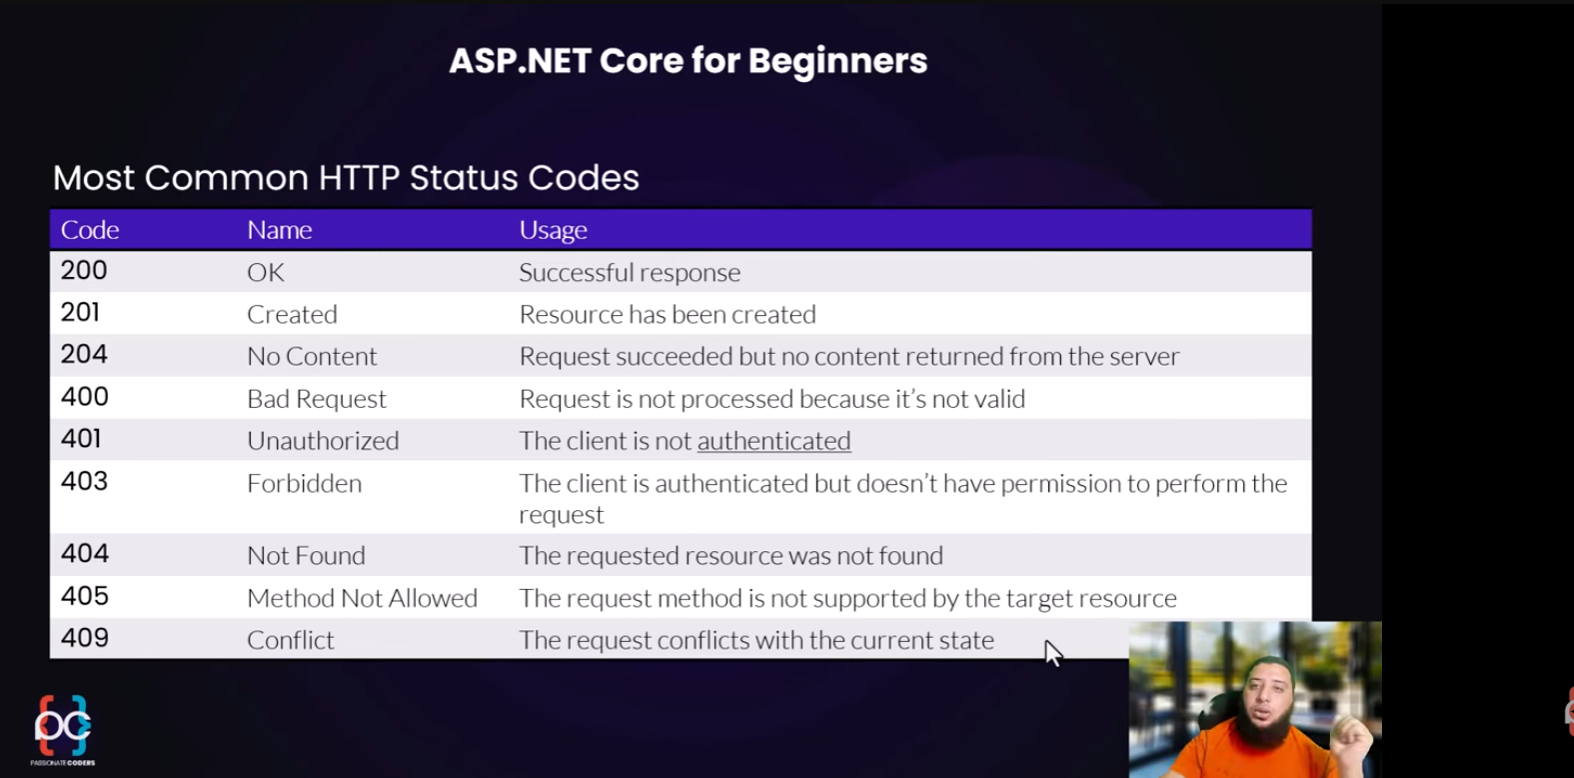 ASP.NET Core for Beginners
Most Common HTTP Status Codes
Code Name Usage
200 OK Successful response
201 Created Resource has been created
204 No Content Request succeeded but no content returned from the server
400 Bad Request Request is not processed because it’s not valid
401 Unauthorized The client is not authenticated
403 Forbidden The client is authenticated but doesn’t have permission to perform the
request
404 Not Found The requested resource was not found
405 Method Not Allowed The request method is not supported by the target resource
409 Conflict The request conflicts with the current state
pc
PASSIONATE CODERS